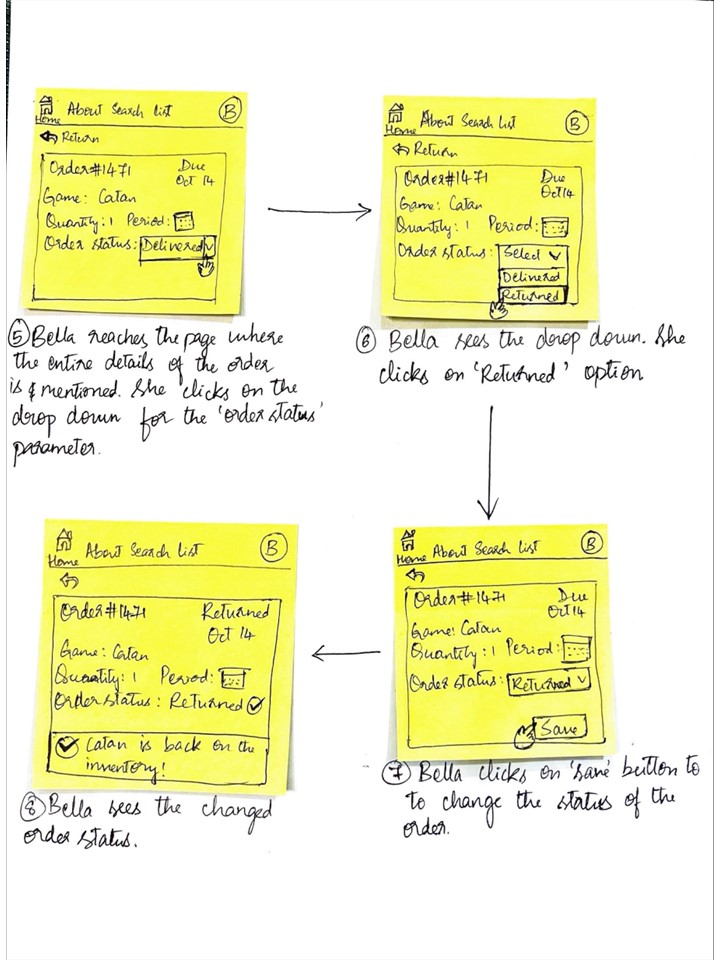 Home About Search List B
Return
Order#1471 Due
Oct 14
Game: Catan
Quantity: 1 Period:
Order status: Delivered
⑤ Bella reaches the page where
the entire details of the order
is mentioned. She clicks on the
drop down for the 'order status'
parameter.
Home About Search List B
Return
Order#1471 Due
Oct 14
Game: Catan
Quantity: 1 Period:
Order status: Select
Delivered
Returned
⑥ Bella sees the drop down. She
clicks on 'Returned' option
Home About Search List B
Order#1471 Due
Oct 14
Game: Catan
Quantity: 1 Period:
Order status: Returned
Save
⑦ Bella clicks on 'save' button to
to change the status of the
order.
Home About Search List B
Order#1471 Returned
Oct 14
Game: Catan
Quantity: 1 Period:
Order status: Returned
Catan is back on the
inventory!
⑧ Bella sees the changed
order status.